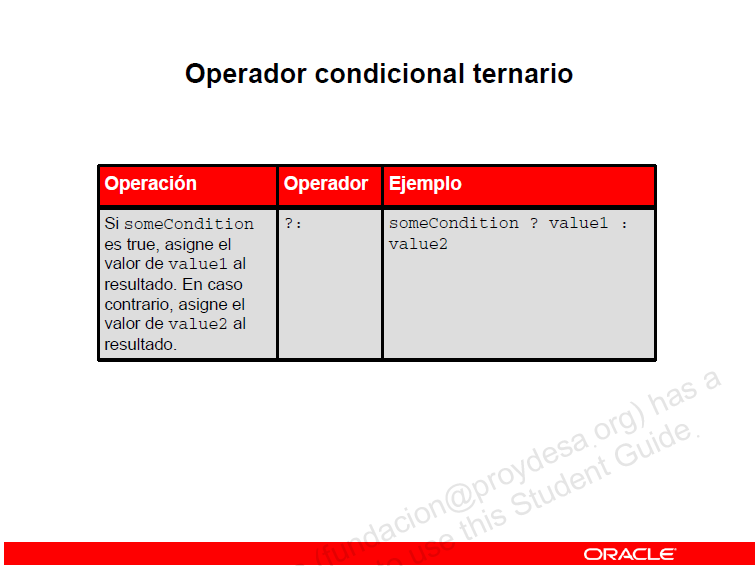 Operador condicional ternario
Operación
Operador
Ejemplo
Si someCondition
es true, asigne el
valor de value1 al
resultado. En caso
contrario, asigne el
valor de value2 al
resultado.
?:
someCondition ? value1 :
value2
(fundacion@proydesa.org) has a
to use this Student Guide.
ORACLE